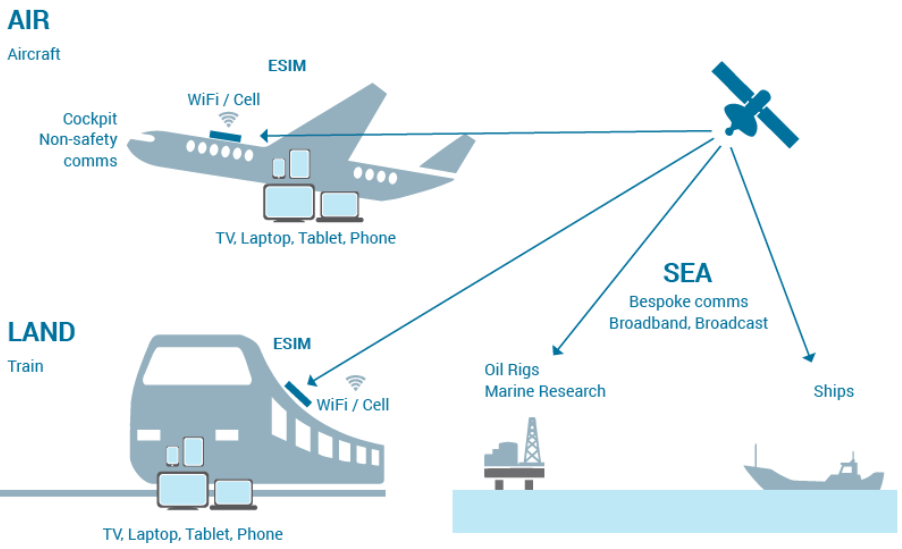 AIR
Aircraft
ESIM
WiFi / Cell
Cockpit
Non-safety
comms
TV, Laptop, Tablet, Phone
SEA
Bespoke comms
Broadband, Broadcast
LAND
Train
ESIM
WiFi / Cell
Oil Rigs
Marine Research
Ships
TV, Laptop, Tablet, Phone